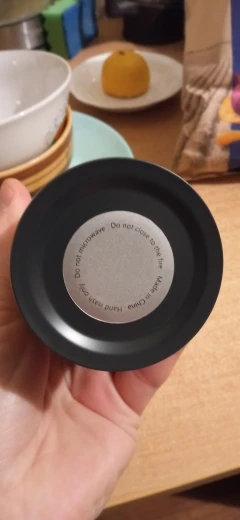 Do not microwave
Do not close to the fire
Made in China
Hand wash only